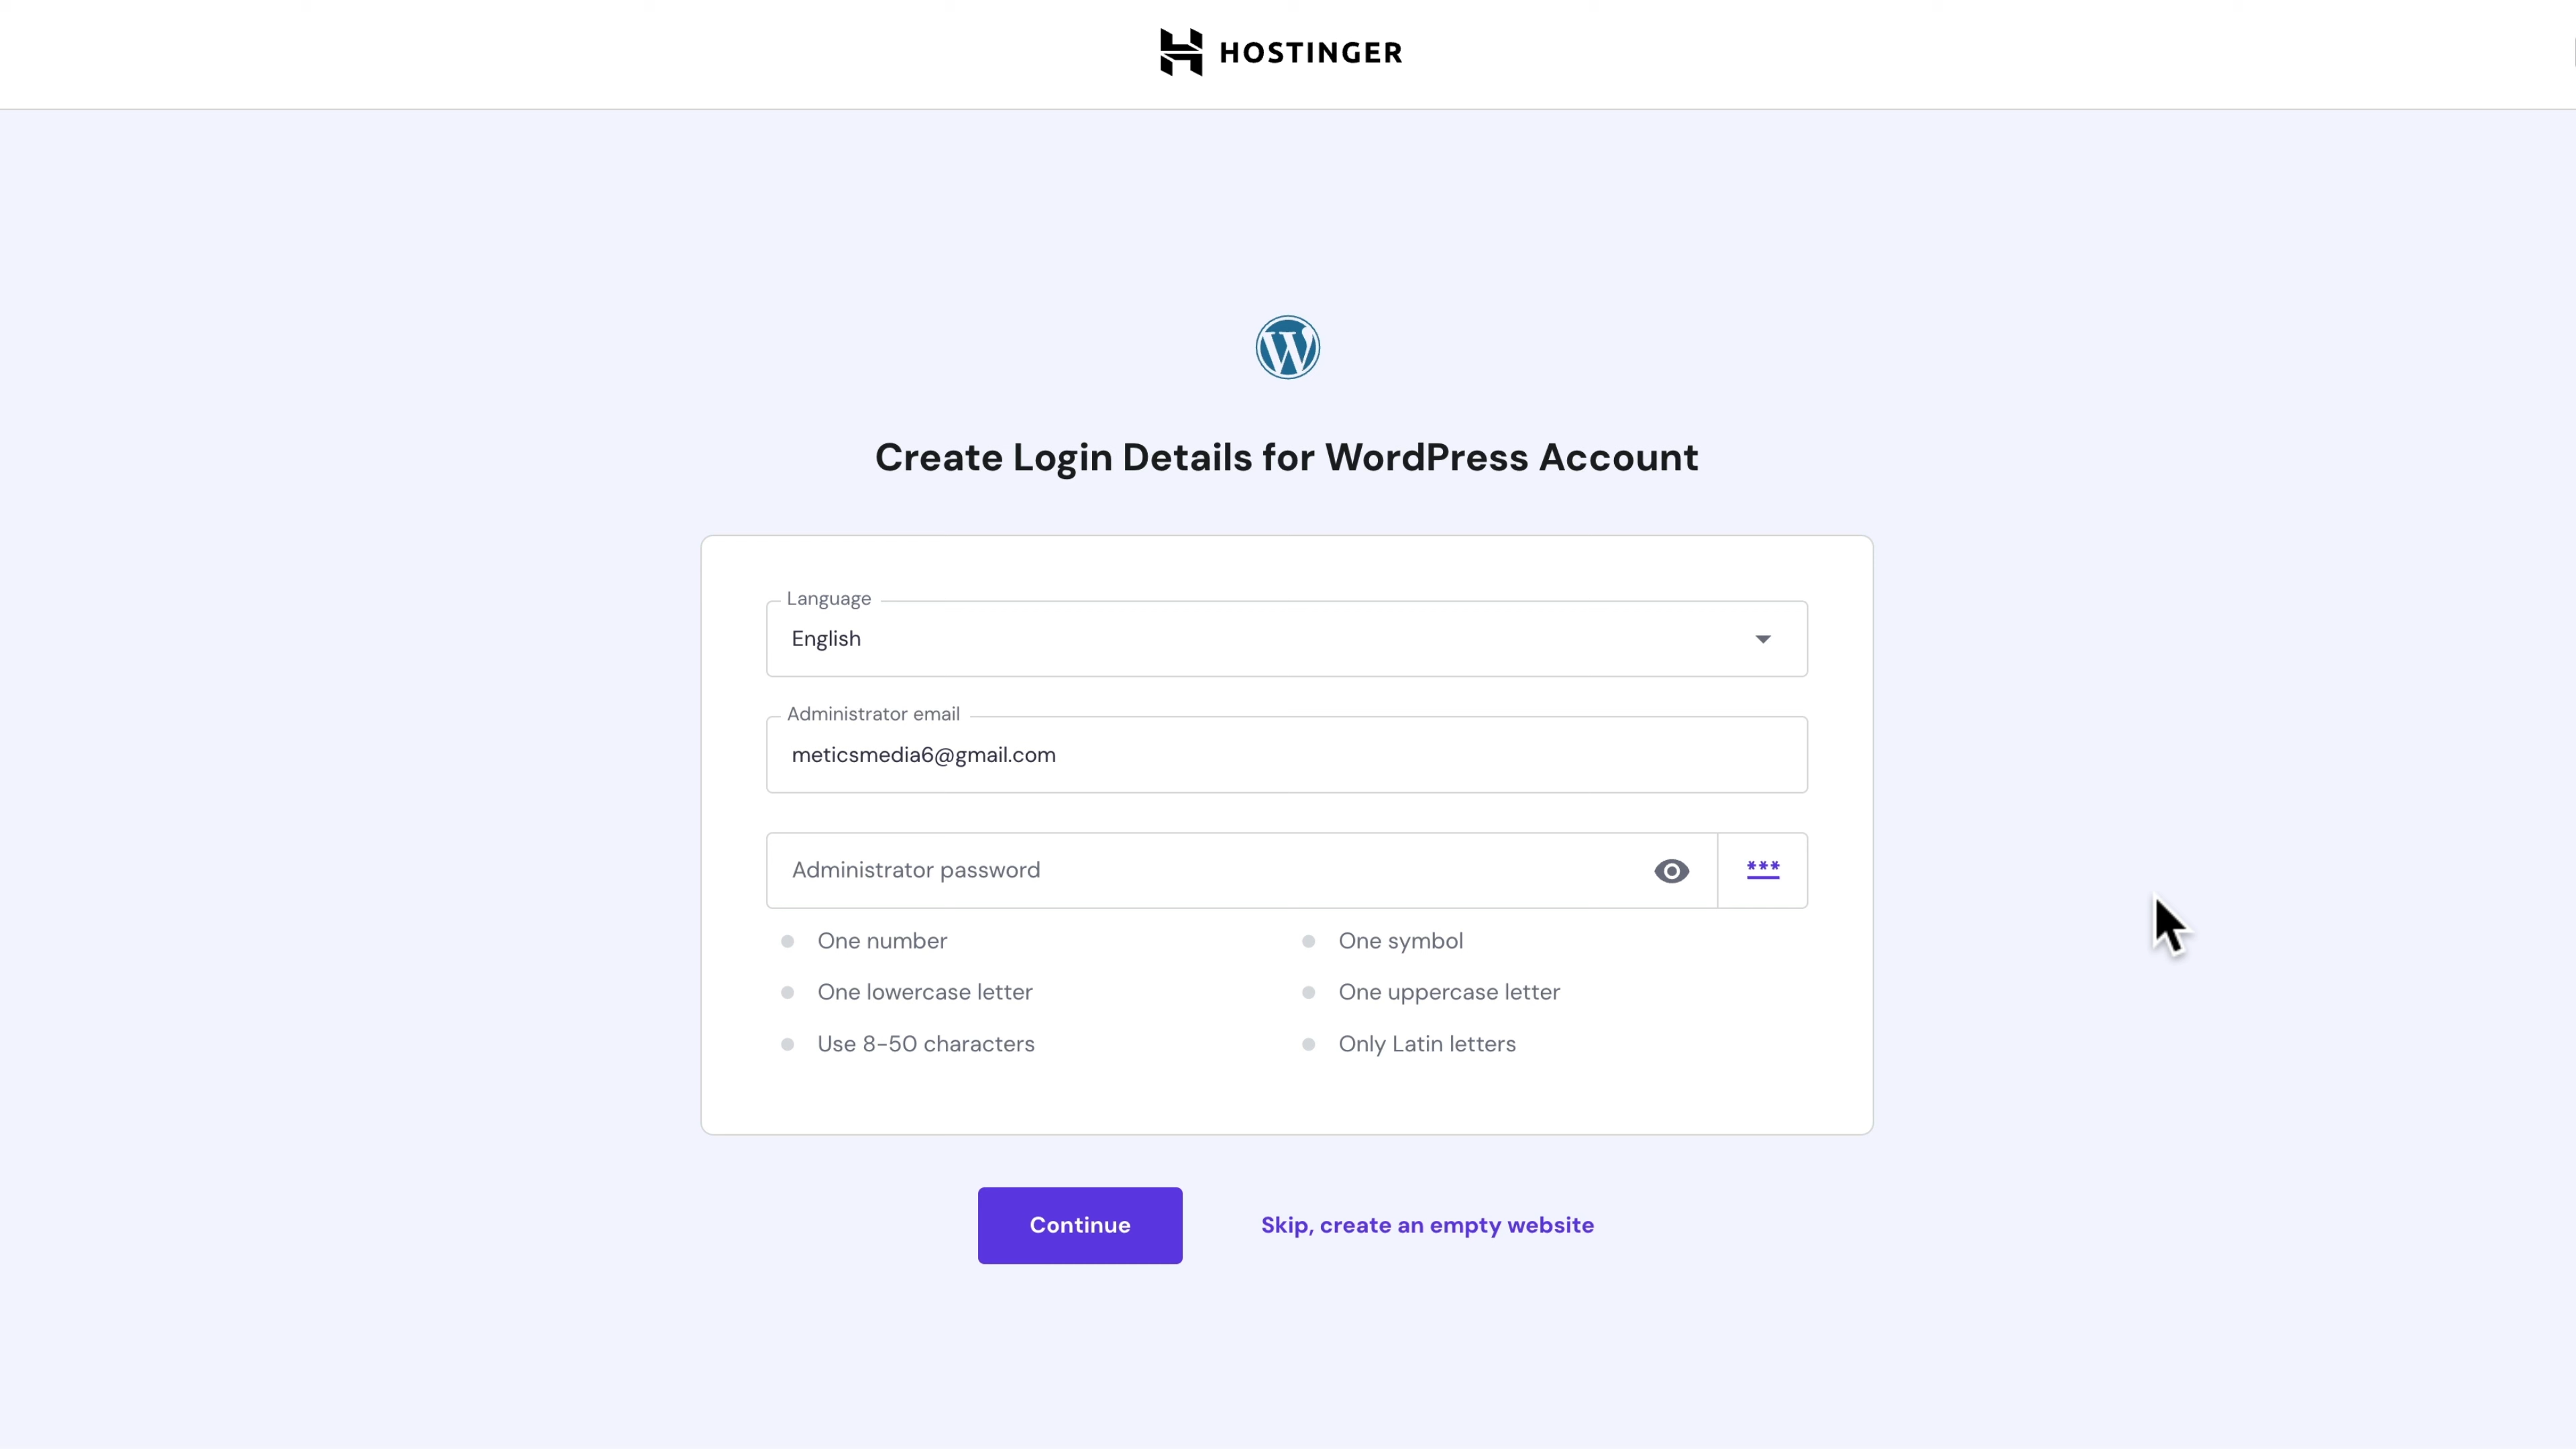 HOSTINGER
Create Login Details for WordPress Account
Language
English
Administrator email
meticsmedia6@gmail.com
Administrator password
***
One number
One symbol
One lowercase letter
One uppercase letter
Use 8-50 characters
Only Latin letters
Continue
Skip, create an empty website